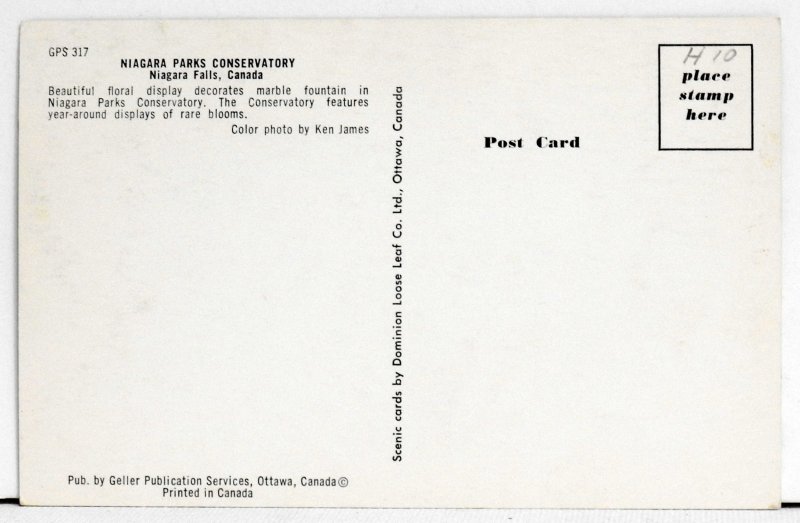 GPS 317
NIAGARA PARKS CONSERVATORY
Niagara Falls, Canada
Beautiful floral display decorates marble fountain in
Niagara Parks Conservatory. The Conservatory features
year-around displays of rare blooms.
Color photo by Ken James
Scenic cards by Dominion Loose Leaf Co. Ltd., Ottawa, Canada
Post Card
H 10
place
stamp
here
Pub. by Geller Publication Services, Ottawa, Canada©
Printed in Canada